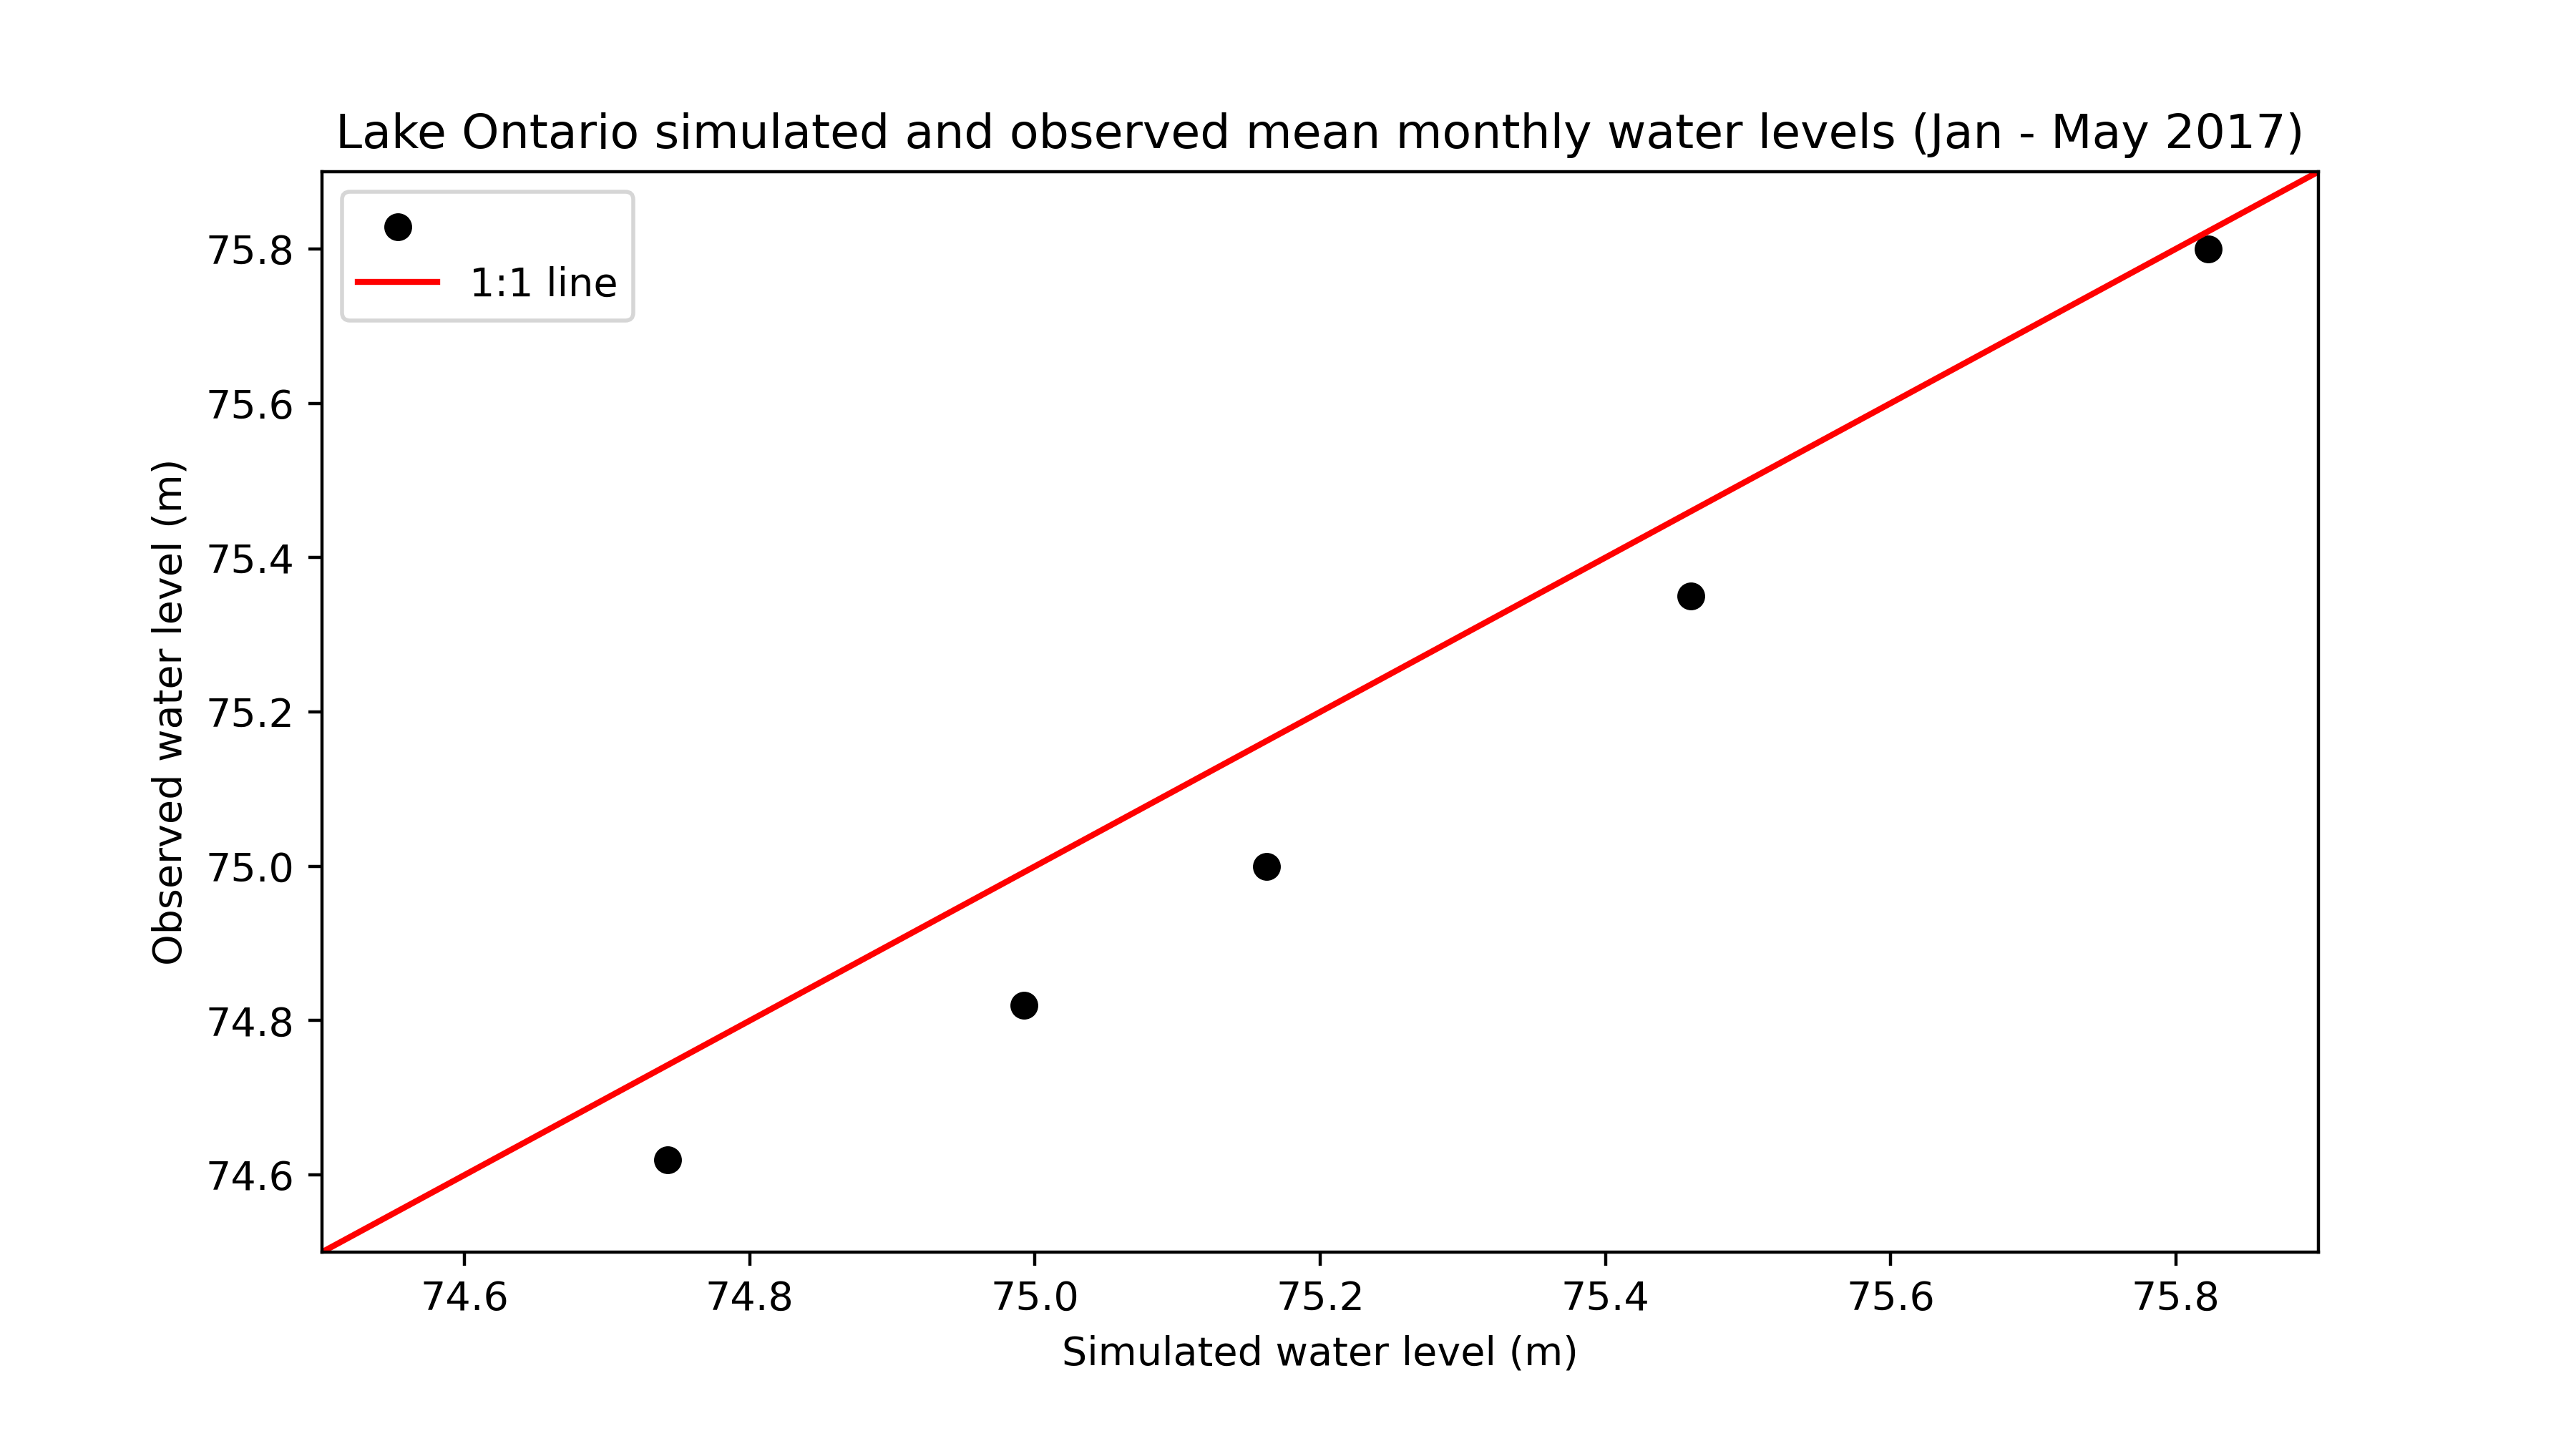 Lake Ontario simulated and observed mean monthly water levels (Jan - May 2017)
1:1 line
75.8
75.6
75.4
75.2
75.0
74.8
74.6
Observed water level (m)
74.6 74.8 75.0 75.2 75.4 75.6 75.8
Simulated water level (m)